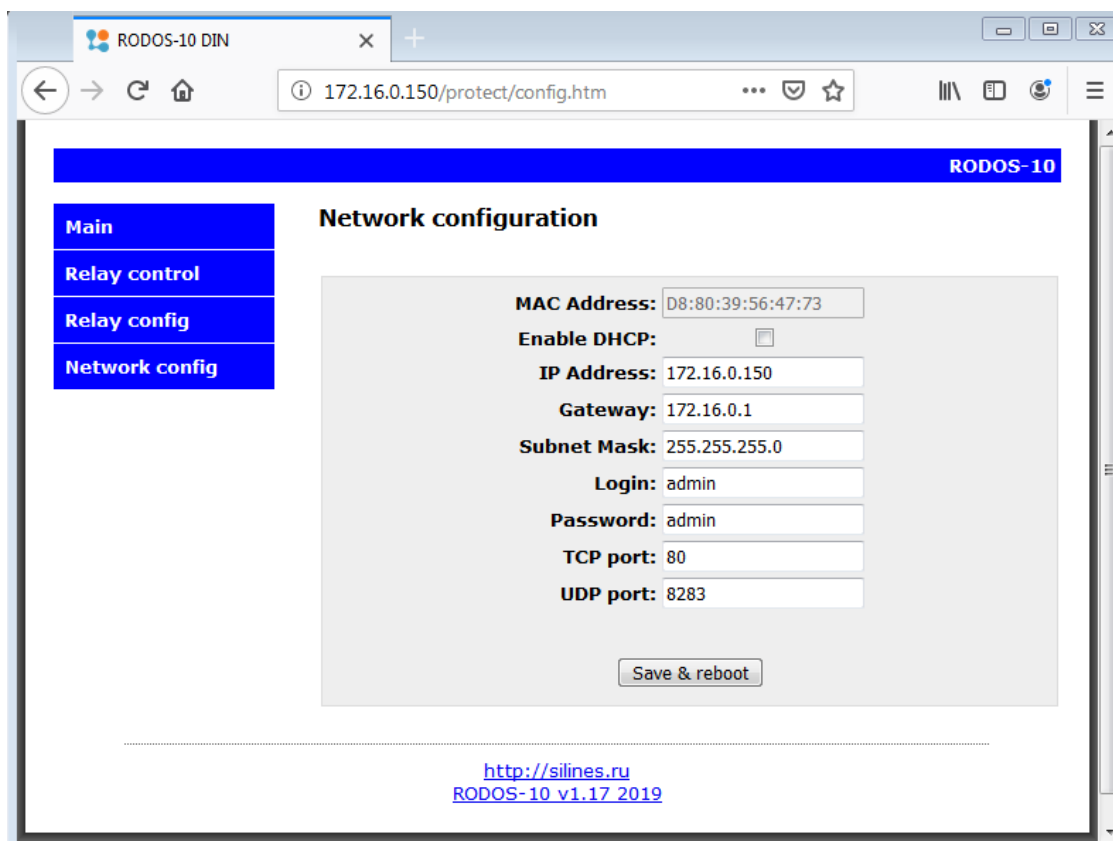 RODOS-10 DIN
172.16.0.150/protect/config.htm
RODOS-10
Main
Relay control
Relay config
Network config
Network configuration
MAC Address: D8:80:39:56:47:73
Enable DHCP:
IP Address: 172.16.0.150
Gateway: 172.16.0.1
Subnet Mask: 255.255.255.0
Login: admin
Password: admin
TCP port: 80
UDP port: 8283
Save & reboot
http://silines.ru
RODOS-10 v1.17 2019